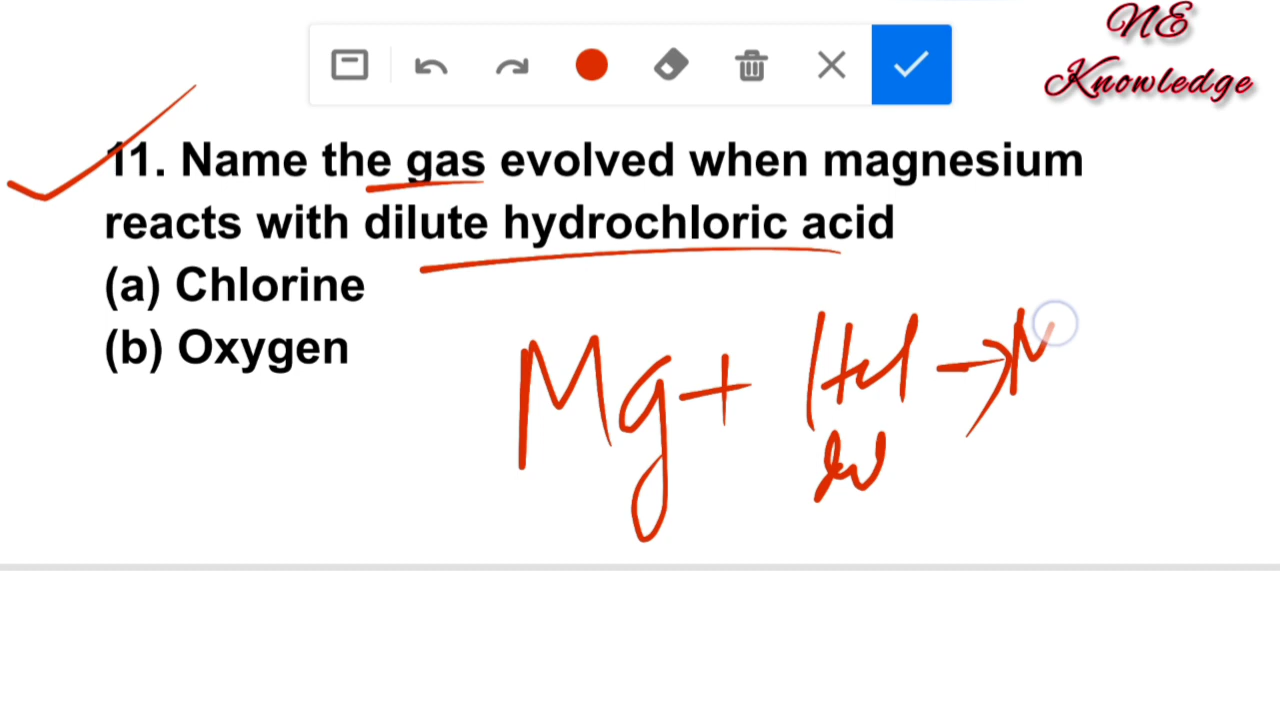 NE
Knowledge
11. Name the gas evolved when magnesium
reacts with dilute hydrochloric acid
(a) Chlorine
(b) Oxygen
Mg + HCl → M